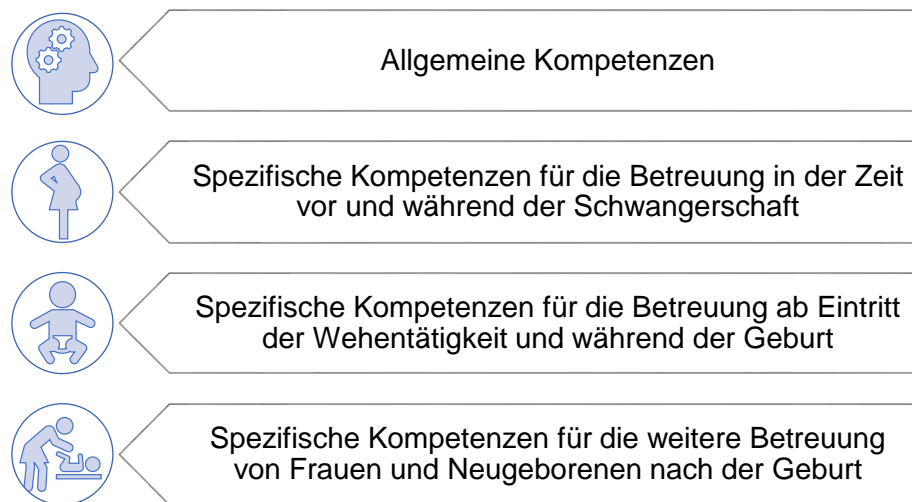 Allgemeine Kompetenzen
Spezifische Kompetenzen für die Betreuung in der Zeit
vor und während der Schwangerschaft
Spezifische Kompetenzen für die Betreuung ab Eintritt
der Wehentätigkeit und während der Geburt
Spezifische Kompetenzen für die weitere Betreuung
von Frauen und Neugeborenen nach der Geburt